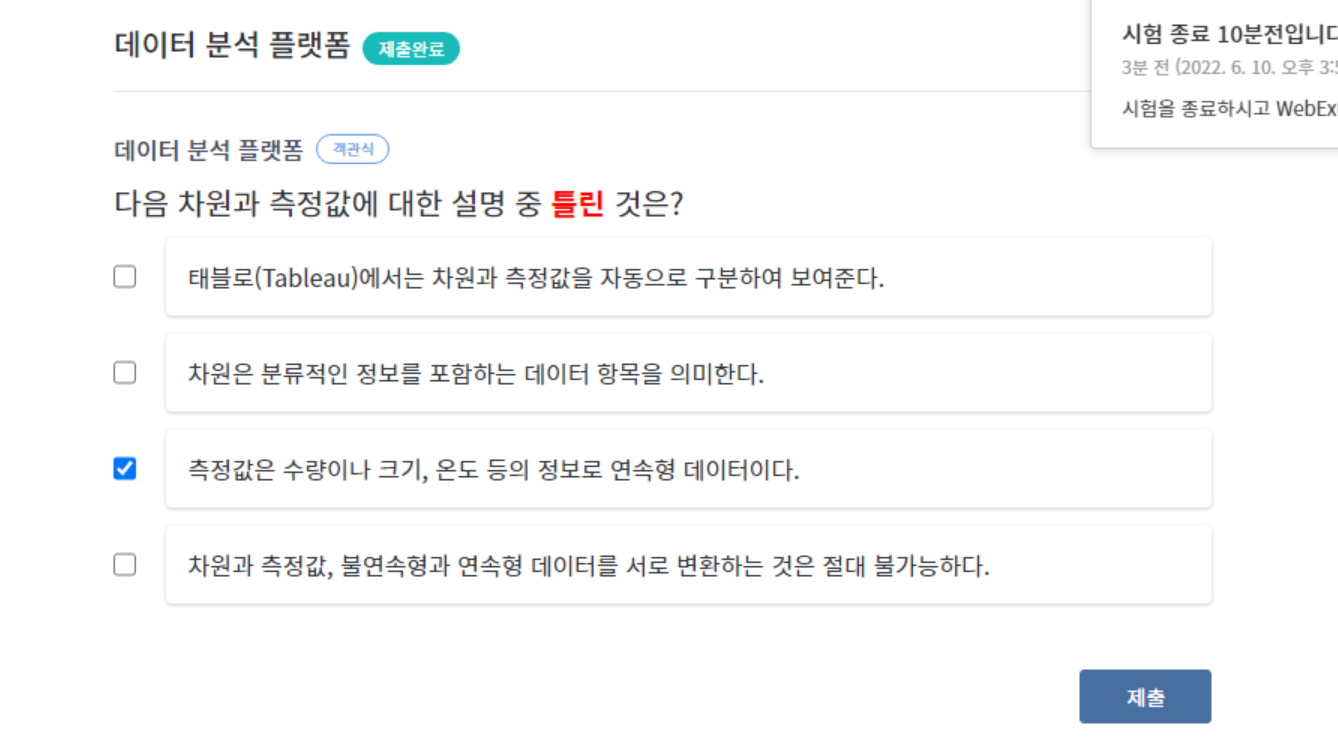 데이터 분석 플랫폼 제출완료
시험 종료 10분전입니다
3분 전 (2022. 6. 10. 오후
시험을 종료하시고
데이터 분석 플랫폼 객관식
다음 차원과 측정값에 대한 설명 중 틀린 것은?
태블로(Tableau)에서는 차원과 측정값을 자동으로 구분하여 보여준다.
차원은 분류적인 정보를 포함하는 데이터 항목을 의미한다.
측정값은 수량이나 크기, 온도 등의 정보로 연속형 데이터이다.
차원과 측정값, 불연속형과 연속형 데이터를 서로 변환하는 것은 절대 불가능하다.
제출